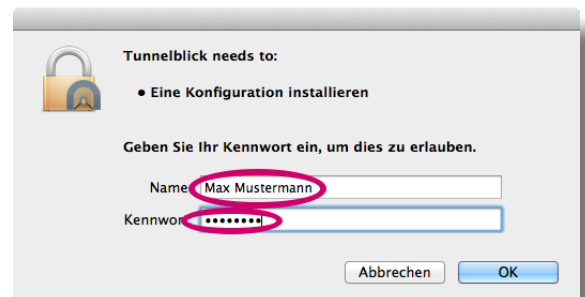 Tunnelblick needs to:
• Eine Konfiguration installieren
Geben Sie Ihr Kennwort ein, um dies zu erlauben.
Name Max Mustermann
Kennwort ••••••••
Abbrechen OK